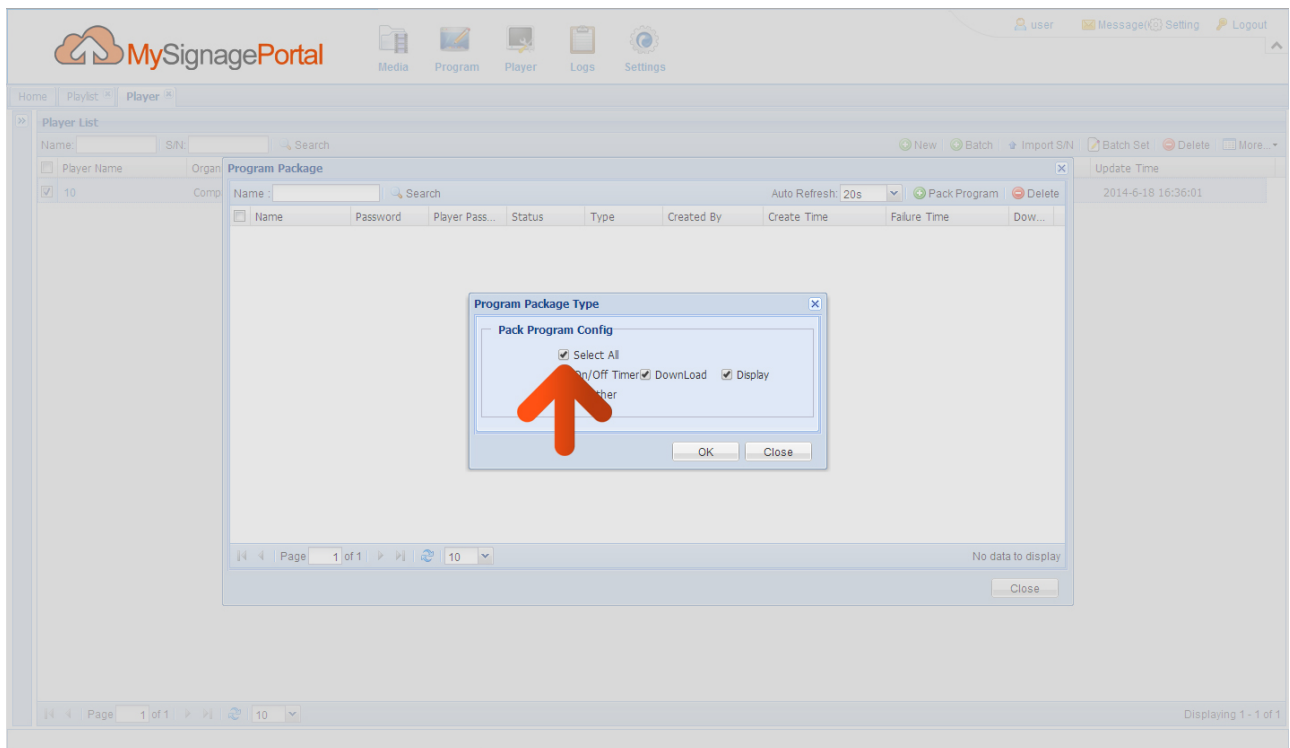 user Message( Setting Logout
MySignagePortal
Media Program Player Logs Settings
Home Playlist Player
Player List
Name: S/N: Search New Batch Import S/N Batch Set Delete More...
Player Name Organ Update Time
10 Comp 2014-6-18 16:36:01
Program Package
Name : Search Auto Refresh: 20s Pack Program Delete
Name Password Player Pass... Status Type Created By Create Time Failure Time Dow...
Program Package Type
Pack Program Config
Select All
On/Off Timer DownLoad Display
ther
OK Close
Page 1 of 1 10 No data to display
Close
Page 1 of 1 10 Displaying 1 - 1 of 1